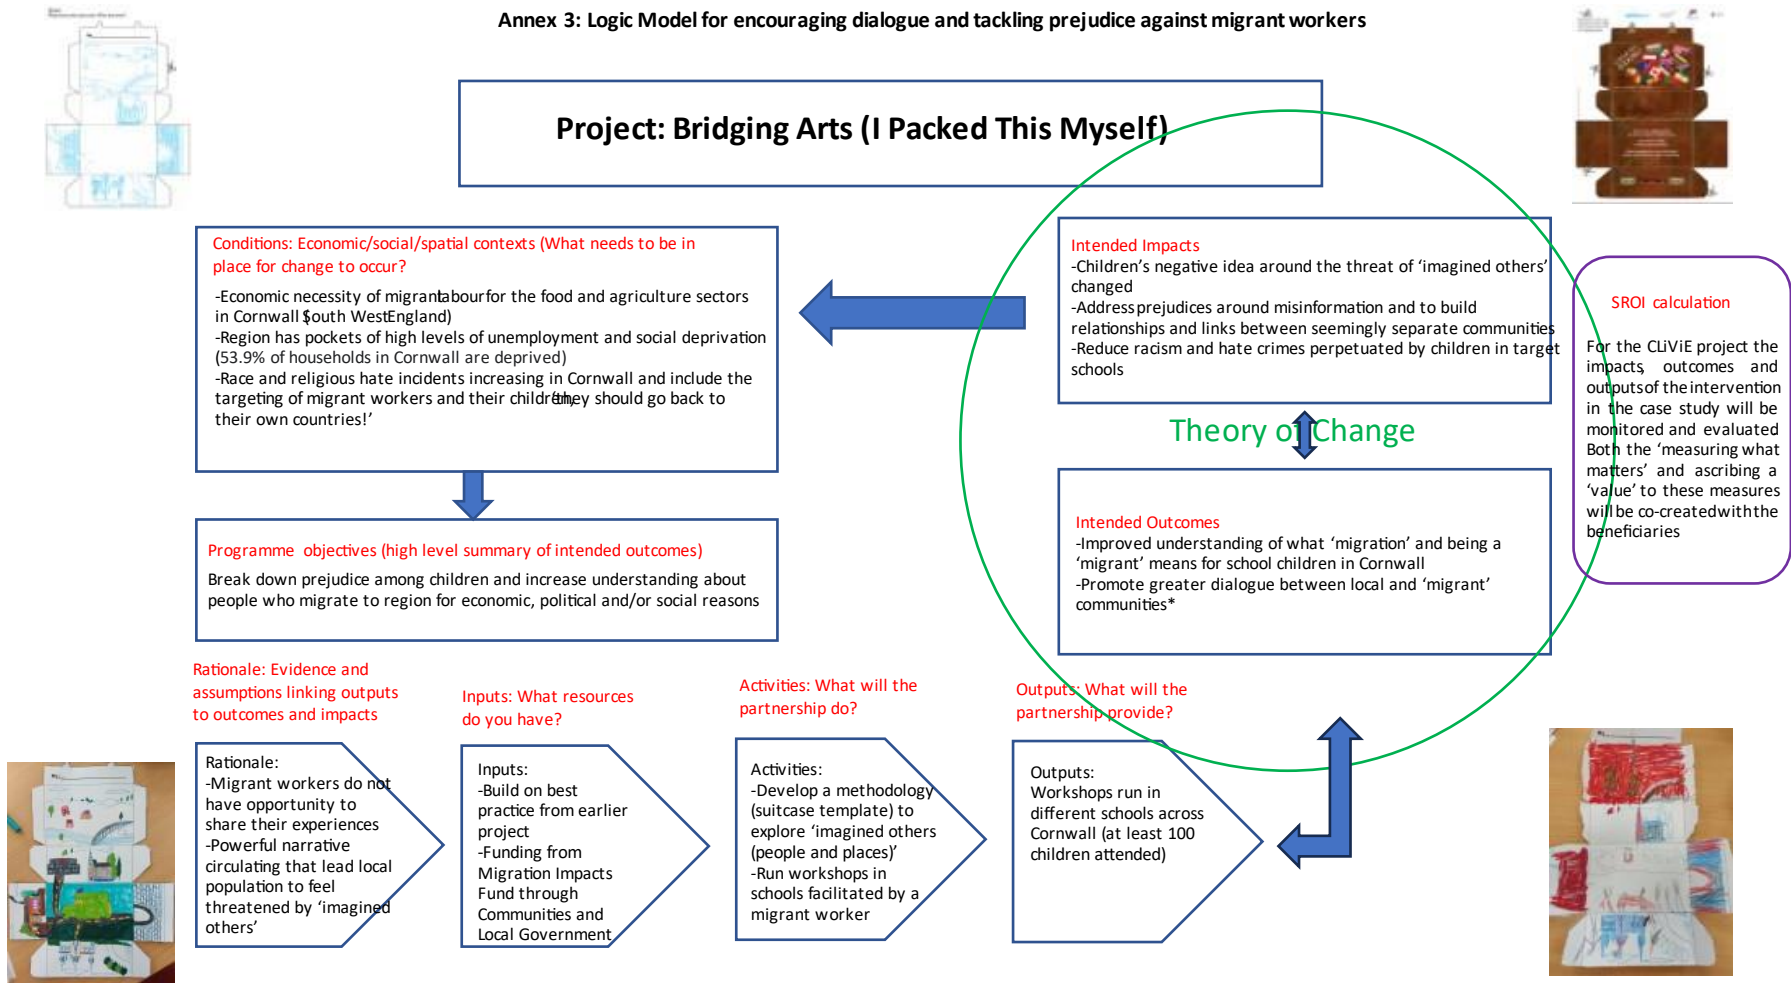 Annex 3: Logic Model for encouraging dialogue and tackling prejudice against migrant workers
Project: Bridging Arts (I Packed This Myself)
Conditions: Economic/social/spatial contexts (What needs to be in
place for change to occur?
-Economic necessity of migrant labour for the food and agriculture sectors
in Cornwall (South West England)
-Region has pockets of high levels of unemployment and social deprivation
(53.9% of households in Cornwall are deprived)
-Race and religious hate incidents increasing in Cornwall and include the
targeting of migrant workers and their children, 'they should go back to
their own countries!'
Programme objectives (high level summary of intended outcomes)
Break down prejudice among children and increase understanding about
people who migrate to region for economic, political and/or social reasons
Intended Impacts
-Children's negative idea around the threat of 'imagined others'
changed
-Address prejudices around misinformation and to build
relationships and links between seemingly separate communities
-Reduce racism and hate crimes perpetuated by children in target
schools
Theory of Change
Intended Outcomes
-Improved understanding of what 'migration' and being a
'migrant' means for school children in Cornwall
-Promote greater dialogue between local and 'migrant'
communities*
SROI calculation
For the CLiViE project the
impacts, outcomes and
outputs of the intervention
in the case study will be
monitored and evaluated
Both the 'measuring what
matters' and ascribing a
'value' to these measures
will be co-created with the
beneficiaries
Rationale: Evidence and
assumptions linking outputs
to outcomes and impacts
Rationale:
-Migrant workers do not
have opportunity to
share their experiences
-Powerful narrative
circulating that lead local
population to feel
threatened by 'imagined
others'
Inputs: What resources
do you have?
Inputs:
-Build on best
practice from earlier
project
-Funding from
Migration Impacts
Fund through
Communities and
Local Government
Activities: What will the
partnership do?
Activities:
-Develop a methodology
(suitcase template) to
explore 'imagined others
(people and places)'
-Run workshops in
schools facilitated by a
migrant worker
Outputs: What will the
partnership provide?
Outputs:
Workshops run in
different schools across
Cornwall (at least 100
children attended)